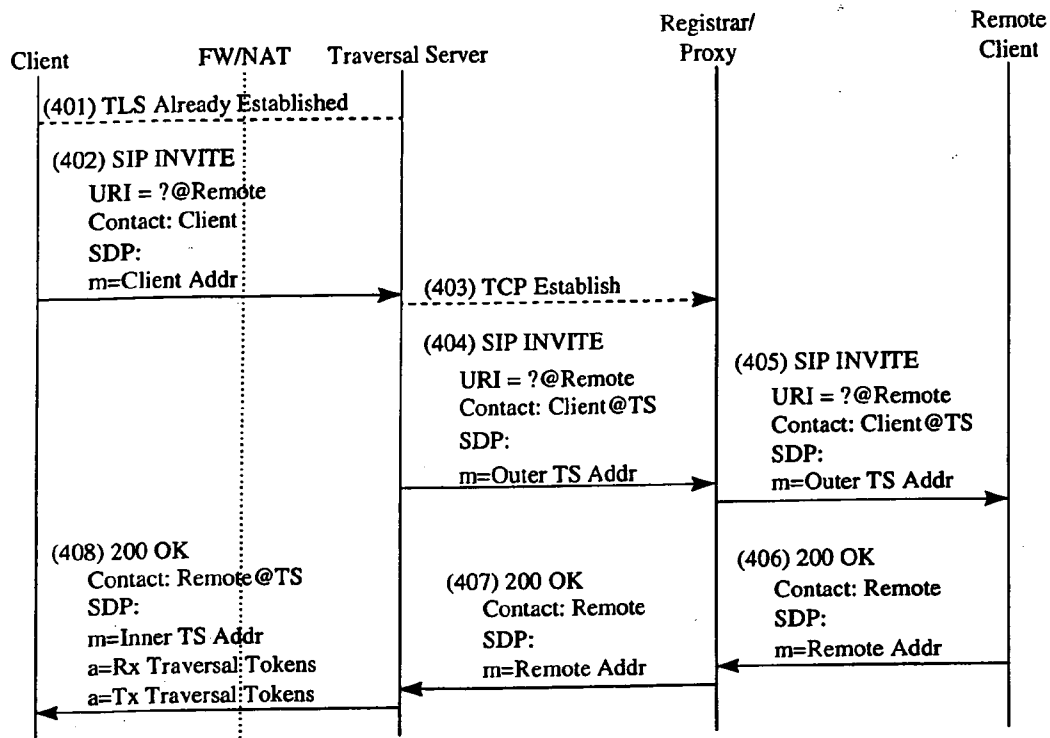 Client
FW/NAT
Traversal Server
Registrar/
Proxy
Remote
Client
(401) TLS Already Established
(402) SIP INVITE
URI = ?@Remote
Contact: Client
SDP:
m=Client Addr
(403) TCP Establish
(404) SIP INVITE
URI = ?@Remote
Contact: Client@TS
SDP:
m=Outer TS Addr
(405) SIP INVITE
URI = ?@Remote
Contact: Client@TS
SDP:
m=Outer TS Addr
(406) 200 OK
Contact: Remote
SDP:
m=Remote Addr
(407) 200 OK
Contact: Remote
SDP:
m=Remote Addr
(408) 200 OK
Contact: Remote@TS
SDP:
m=Inner TS Addr
a=Rx Traversal Tokens
a=Tx Traversal Tokens